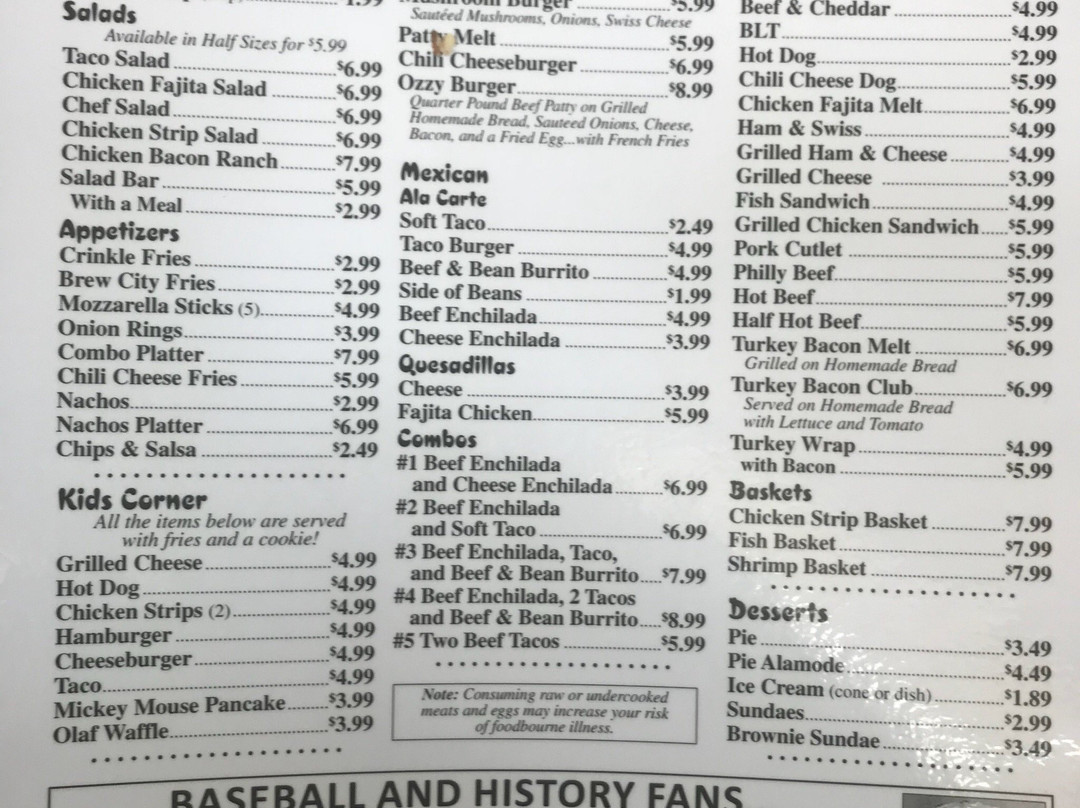 Salads
Available in Half Sizes for $5.99
Taco Salad $6.99
Chicken Fajita Salad $6.99
Chef Salad $6.99
Chicken Strip Salad $6.99
Chicken Bacon Ranch $7.99
Salad Bar $5.99
With a Meal $2.99
Appetizers
Crinkle Fries $2.99
Brew City Fries $2.99
Mozzarella Sticks (5) $4.99
Onion Rings $3.99
Combo Platter $7.99
Chili Cheese Fries $5.99
Nachos $2.99
Nachos Platter $6.99
Chips & Salsa $2.49
Kids Corner
All the items below are served
with fries and a cookie!
Grilled Cheese $4.99
Hot Dog $4.99
Chicken Strips (2) $4.99
Hamburger $4.99
Cheeseburger $4.99
Taco $4.99
Mickey Mouse Pancake $3.99
Olaf Waffle $3.99
Mushroom Burger $5.99
Sautéed Mushrooms, Onions, Swiss Cheese
Patty Melt $5.99
Chili Cheeseburger $6.99
Ozzy Burger $8.99
Quarter Pound Beef Patty on Grilled
Homemade Bread, Sauteed Onions, Cheese,
Bacon, and a Fried Egg...with French Fries
Mexican
Ala Carte
Soft Taco $2.49
Taco Burger $4.99
Beef & Bean Burrito $4.99
Side of Beans $1.99
Beef Enchilada $4.99
Cheese Enchilada $3.99
Quesadillas
Cheese $3.99
Fajita Chicken $5.99
Combos
#1 Beef Enchilada
and Cheese Enchilada $6.99
#2 Beef Enchilada
and Soft Taco $6.99
#3 Beef Enchilada, Taco,
and Beef & Bean Burrito $7.99
#4 Beef Enchilada, 2 Tacos
and Beef & Bean Burrito $8.99
#5 Two Beef Tacos $5.99
Note: Consuming raw or undercooked
meats and eggs may increase your risk
of foodbourne illness.
Beef & Cheddar $4.99
BLT $4.99
Hot Dog $2.99
Chili Cheese Dog $5.99
Chicken Fajita Melt $6.99
Ham & Swiss $4.99
Grilled Ham & Cheese $4.99
Grilled Cheese $3.99
Fish Sandwich $4.99
Grilled Chicken Sandwich $5.99
Pork Cutlet $5.99
Philly Beef $5.99
Hot Beef $7.99
Half Hot Beef $5.99
Turkey Bacon Melt $6.99
Grilled on Homemade Bread
Turkey Bacon Club $6.99
Served on Homemade Bread
with Lettuce and Tomato
Turkey Wrap $4.99
with Bacon $5.99
Baskets
Chicken Strip Basket $7.99
Fish Basket $7.99
Shrimp Basket $7.99
Desserts
Pie $3.49
Pie Alamode $4.49
Ice Cream (cone or dish) $1.89
Sundaes $2.99
Brownie Sundae $3.49
BASEBALL AND HISTORY FANS